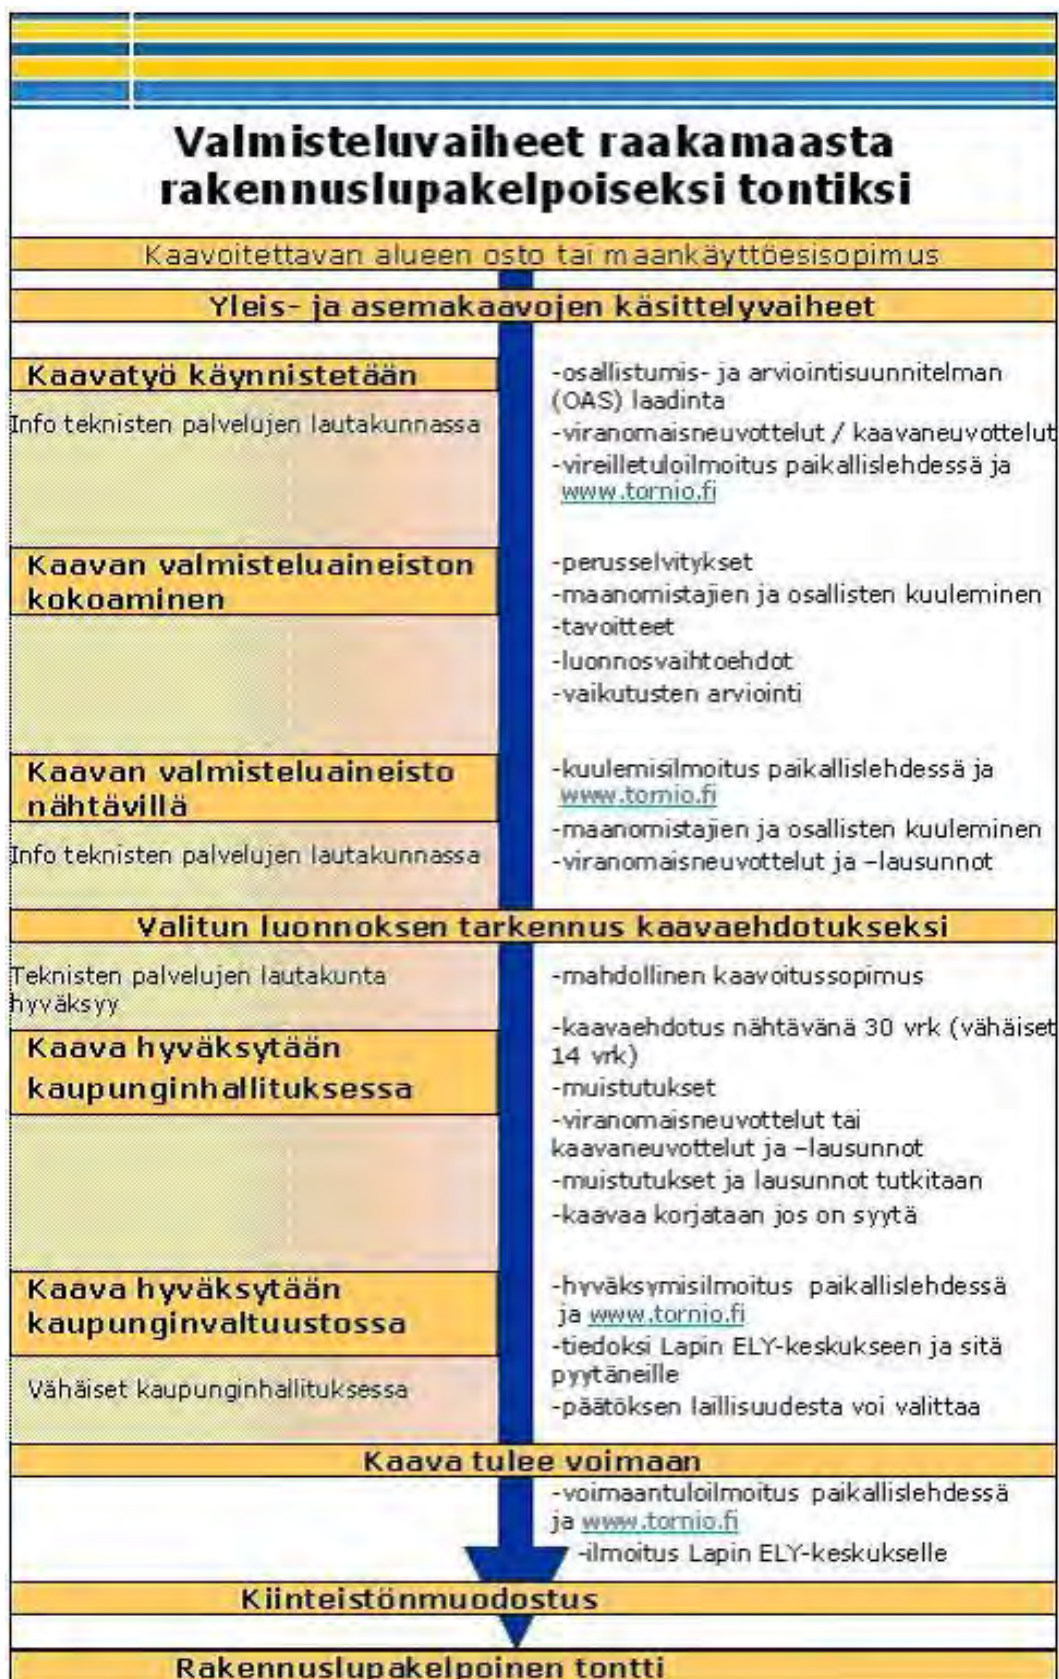 Valmisteluvaiheet raakamaasta
rakennuslupakelpoiseksi tontiksi
Kaavoitettavan alueen osto tai maankäyttöesisopimus
Yleis- ja asemakaavojen käsittelyvaiheet
Kaavatyö käynnistetään
Info teknisten palvelujen lautakunnassa
-osallistumis- ja arviointisuunnitelman
(OAS) laadinta
-viranomaisneuvottelut / kaavaneuvottelut
-vireilletuloilmoitus paikallislehdessä ja
www.tornio.fi
Kaavan valmisteluaineiston
kokoaminen
-perusselvitykset
-maanomistajien ja osallisten kuuleminen
-tavoitteet
-luonnosvaihtoehdot
-vaikutusten arviointi
Kaavan valmisteluaineisto
nähtävillä
Info teknisten palvelujen lautakunnassa
-kuulemisilmoitus paikallislehdessä ja
www.tornio.fi
-maanomistajien ja osallisten kuuleminen
-viranomaisneuvottelut ja –lausunnot
Valitun luonnoksen tarkennus kaavaehdotukseksi
Teknisten palvelujen lautakunta
hyväksyy
Kaava hyväksytään
kaupunginhallituksessa
-mahdollinen kaavoitussopimus
-kaavaehdotus nähtävänä 30 vrk (vähäiset
14 vrk)
-muistutukset
-viranomaisneuvottelut tai
kaavaneuvottelut ja –lausunnot
-muistutukset ja lausunnot tutkitaan
-kaavaa korjataan jos on syytä
Kaava hyväksytään
kaupunginvaltuustossa
Vähäiset kaupunginhallituksessa
-hyväksymisilmoitus paikallislehdessä
ja www.tornio.fi
-tiedoksi Lapin ELY-keskukseen ja sitä
pyytäneille
-päätöksen laillisuudesta voi valittaa
Kaava tulee voimaan
-voimaantuloilmoitus paikallislehdessä
ja www.tornio.fi
-ilmoitus Lapin ELY-keskukselle
Kiinteistönmuodostus
Rakennuslupakelpoinen tontti